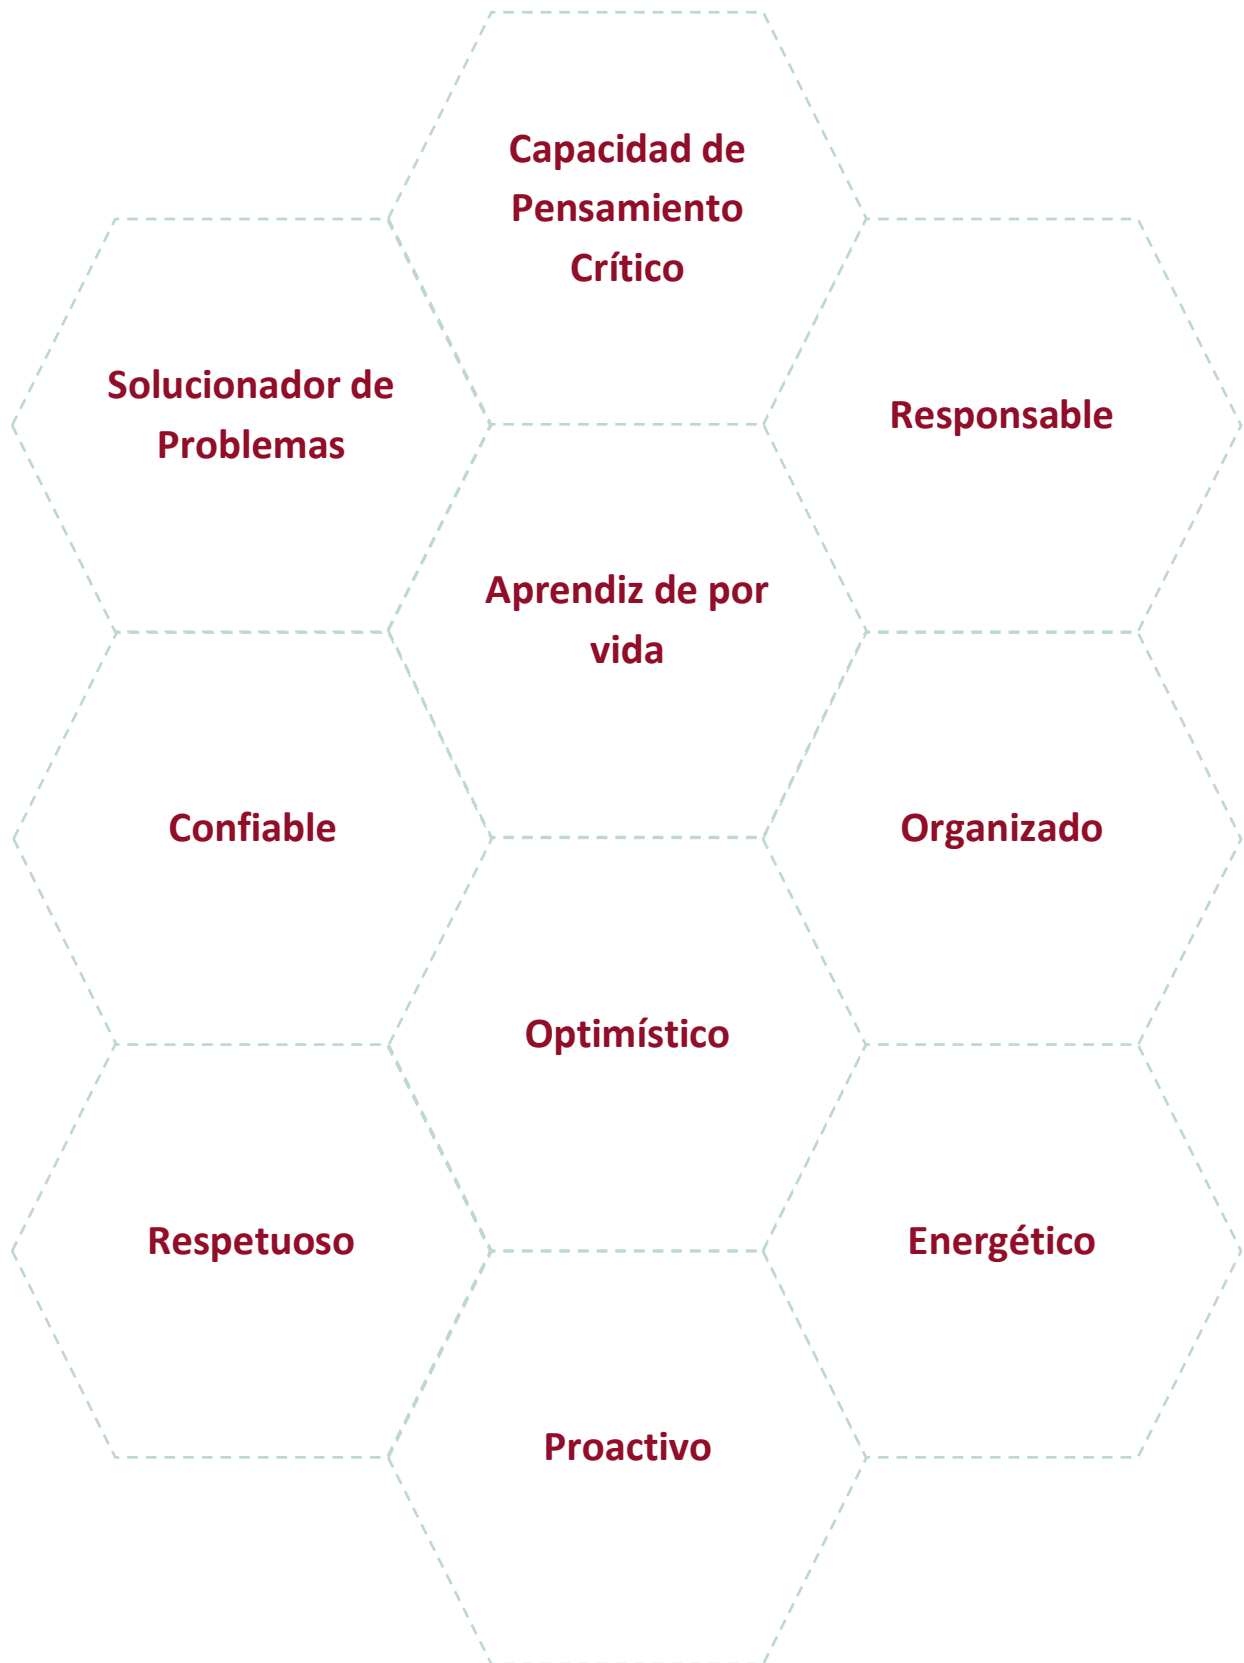 Capacidad de
Pensamiento
Crítico
Solucionador de
Problemas
Responsable
Aprendiz de por
vida
Confiable
Organizado
Optimístico
Respetuoso
Energético
Proactivo